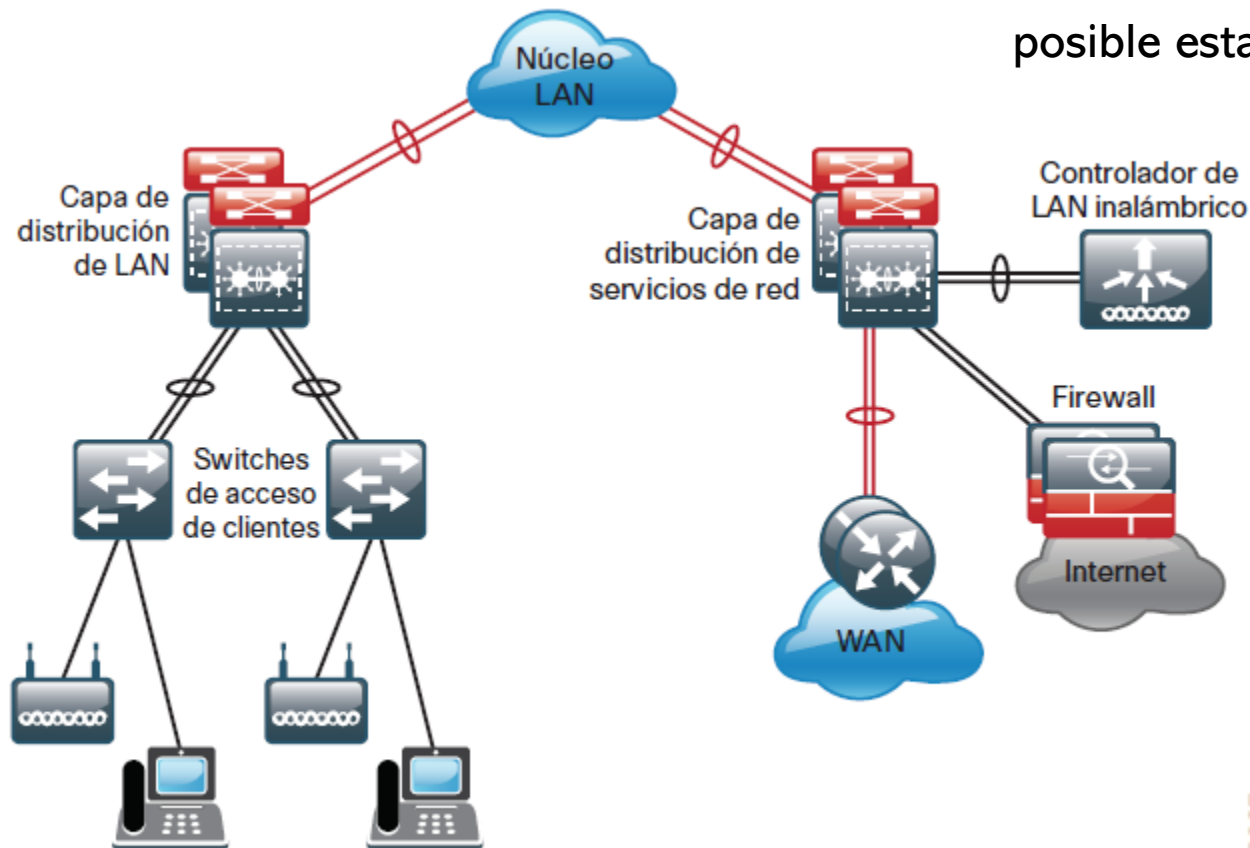 posible esta
Núcleo
LAN
Capa de
distribución
de LAN
Capa de
distribución de
servicios de red
Controlador de
LAN inalámbrico
Firewall
Switches
de acceso
de clientes
Internet
WAN